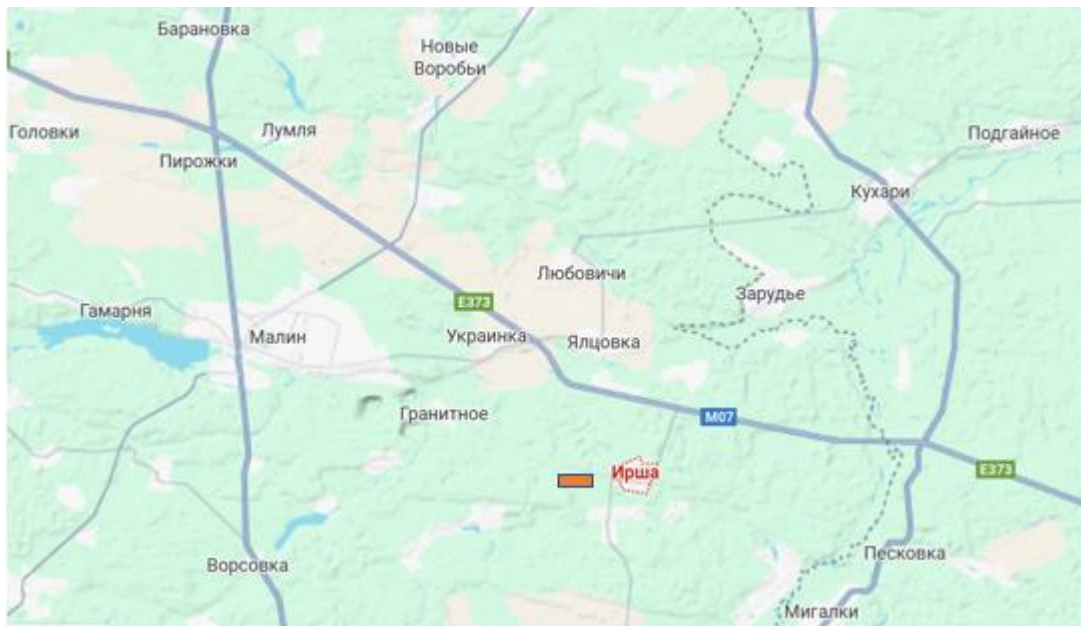 Барановка
Новые
Воробьи
Головки
Лумля
Подгайное
Пирожки
Кухари
Любовичи
Зарудье
E373
Гамарня
Малин
Украинка
Ялцовка
Гранитное
M07
Ирша
E373
Песковка
Ворсовка
Мигалки